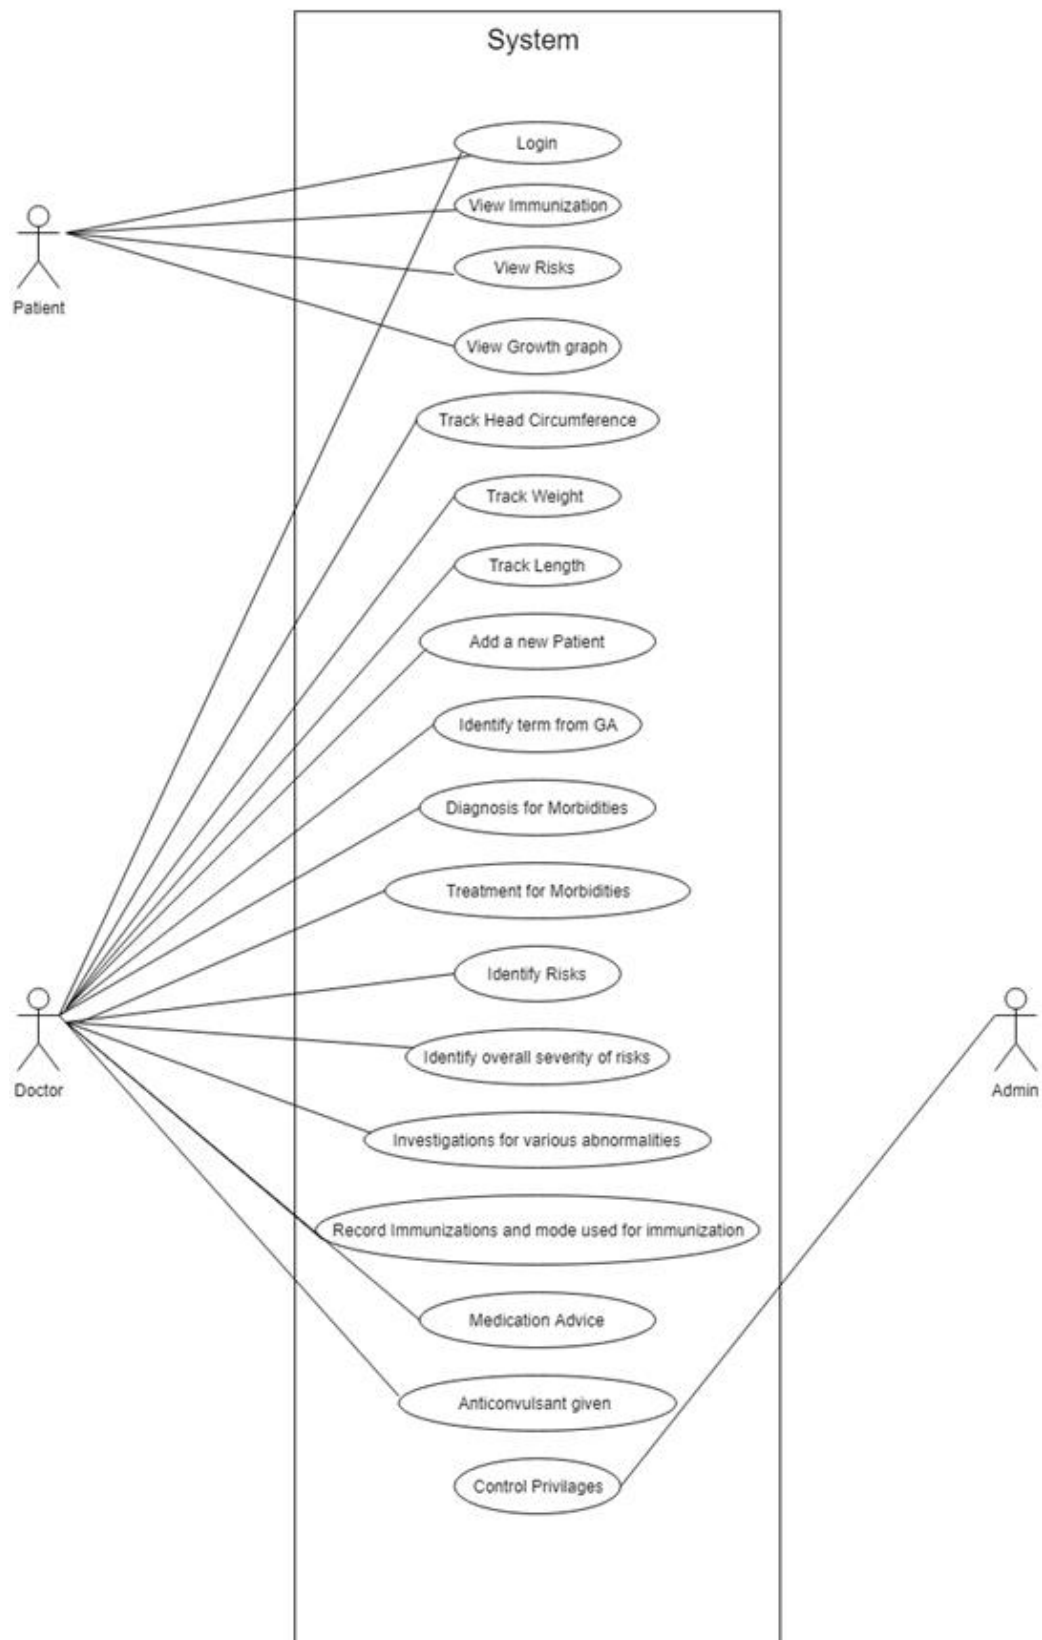 System
Login
View Immunization
View Risks
Patient
View Growth graph
Track Head Circumference
Track Weight
Track Length
Add a new Patient
Identify term from GA
Diagnosis for Morbidities
Treatment for Morbidities
Identify Risks
Identify overall severity of risks
Doctor
Admin
Investigations for various abnormalities
Record Immunizations and mode used for immunization
Medication Advice
Anticonvulsant given
Control Privilages